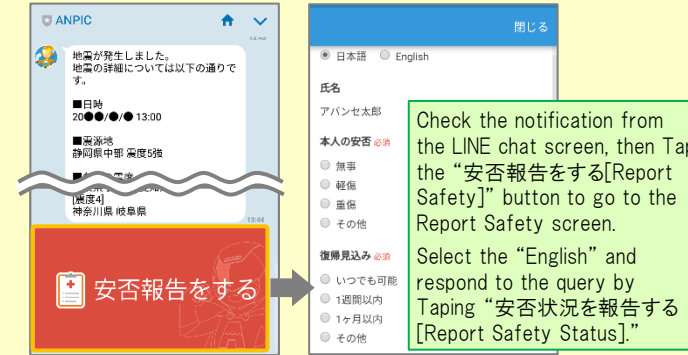 ANPIC
地震が発生しました。
地震の詳細については以下の通りで
す。
■日時
20●●/●/● 13:00
■震源地
静岡県中部 震度5強
[震度4]
神奈川県 岐阜県
13:44
安否報告をする
閉じる
日本語 English
氏名
アバンセ太郎
本人の安否 必須
無事
軽傷
重傷
その他
復帰見込み 必須
いつでも可能
1週間以内
1ヶ月以内
その他
Check the notification from
the LINE chat screen, then Tap
the “安否報告をする[Report
Safety]” button to go to the
Report Safety screen.
Select the “English” and
respond to the query by
Taping “安否状況を報告する
[Report Safety Status].”